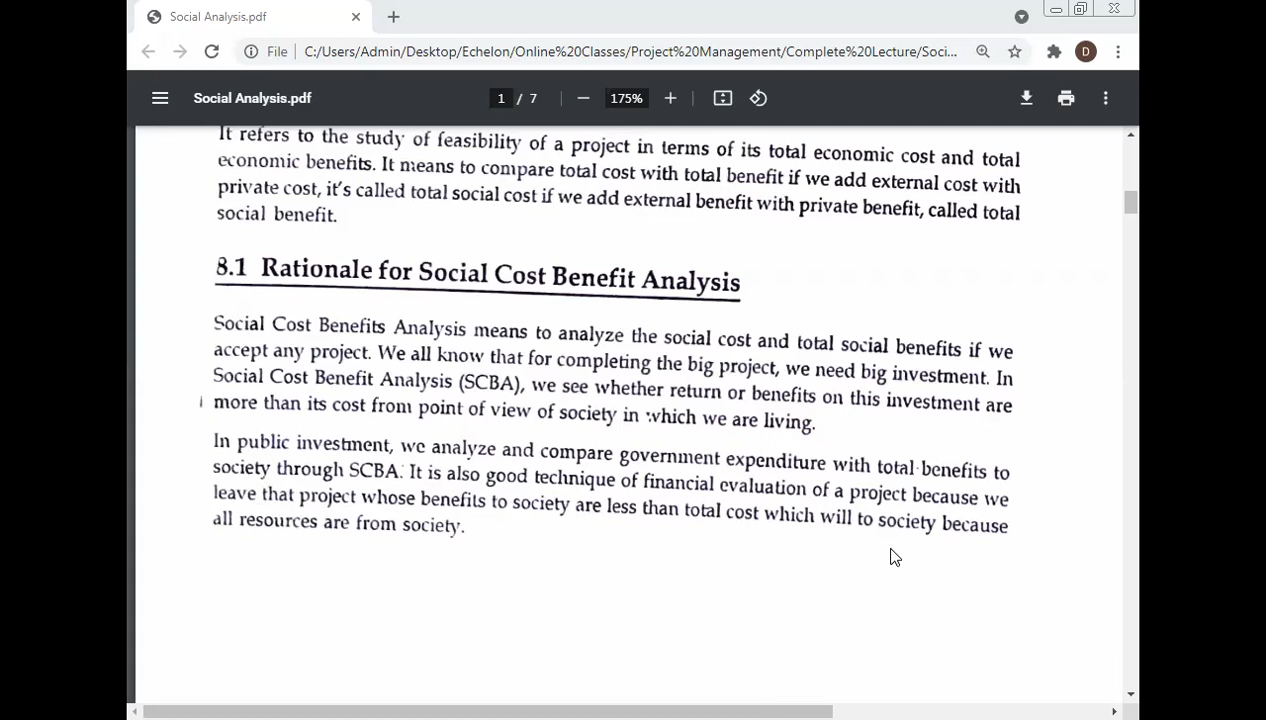 Social Analysis.pdf
File C:/Users/Admin/Desktop/Echelon/Online%20Classes/Project%20Management/Complete%20Lecture/Soci...
D
Social Analysis.pdf
1 / 7
175%
It refers to the study of feasibility of a project in terms of its total economic cost and total
economic benefits. It means to compare total cost with total benefit if we add external cost with
private cost, it's called total social cost if we add external benefit with private benefit, called total
social benefit.
8.1 Rationale for Social Cost Benefit Analysis
Social Cost Benefits Analysis means to analyze the social cost and total social benefits if we
accept any project. We all know that for completing the big project, we need big investment. In
Social Cost Benefit Analysis (SCBA), we see whether return or benefits on this investment are
more than its cost from point of view of society in which we are living.
In public investment, we analyze and compare government expenditure with total benefits to
society through SCBA. It is also good technique of financial evaluation of a project because we
leave that project whose benefits to society are less than total cost which will to society because
all resources are from society.